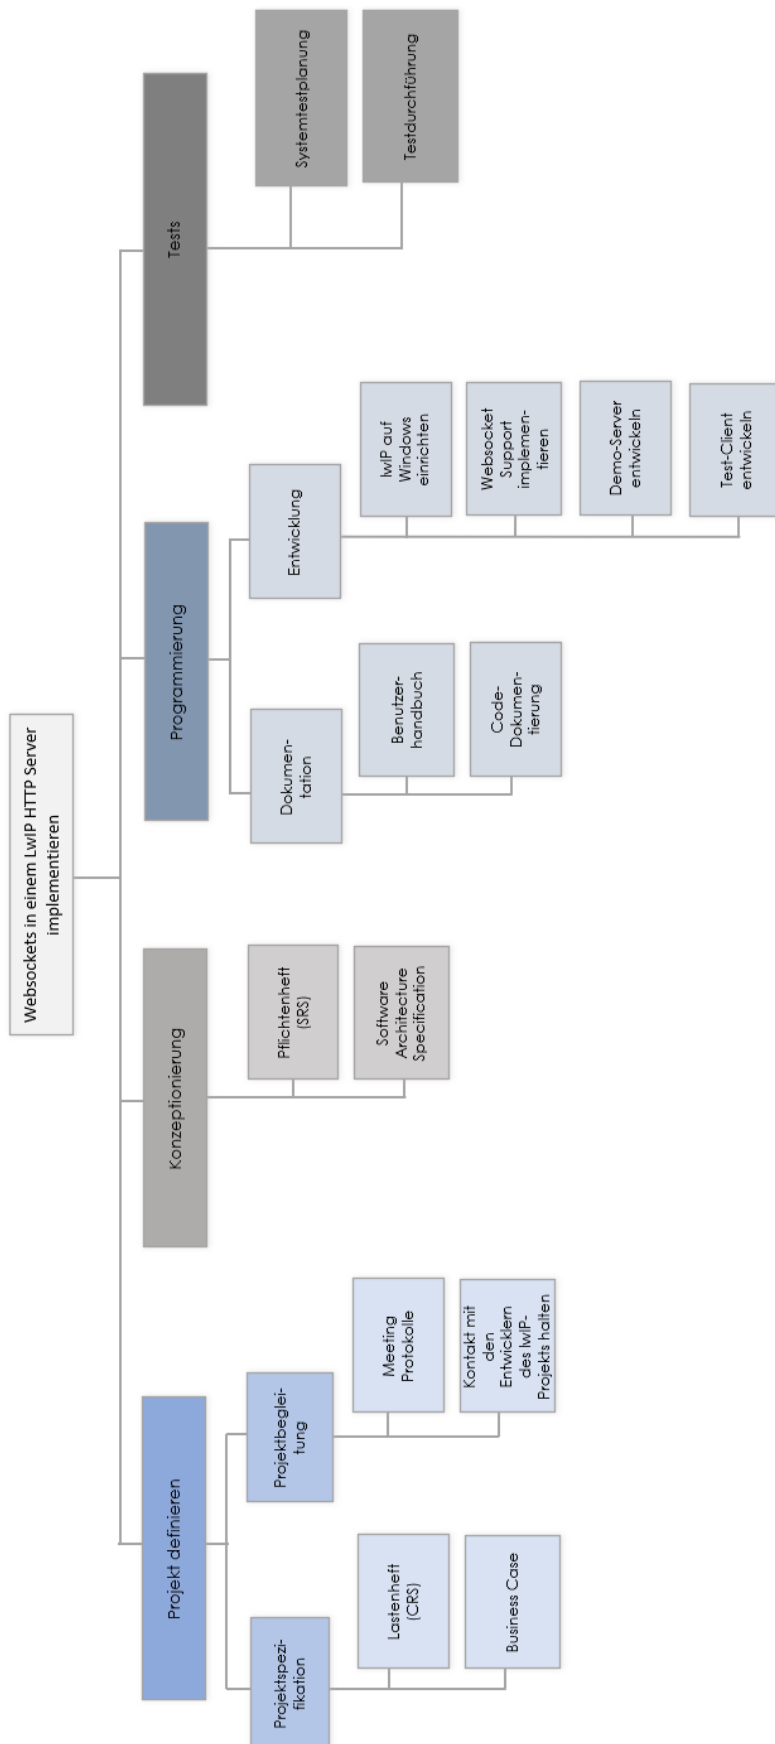 Websockets in einem LwIP HTTP Server
implementieren
Projekt definieren
Projektspezi-
fikation
Lastenheft
(CRS)
Business Case
Projektbeglei-
tung
Meeting
Protokolle
Kontakt mit
den
Entwicklern
des lwIP-
Projekts halten
Konzeptionierung
Pflichtenheft
(SRS)
Software
Architecture
Specification
Programmierung
Dokumen-
tation
Benutzer-
handbuch
Code-
Dokumen-
tierung
Entwicklung
lwIP auf
Windows
einrichten
Websocket
Support
implemen-
tieren
Demo-Server
entwickeln
Test-Client
entwickeln
Tests
Systemtestplanung
Testdurchführung